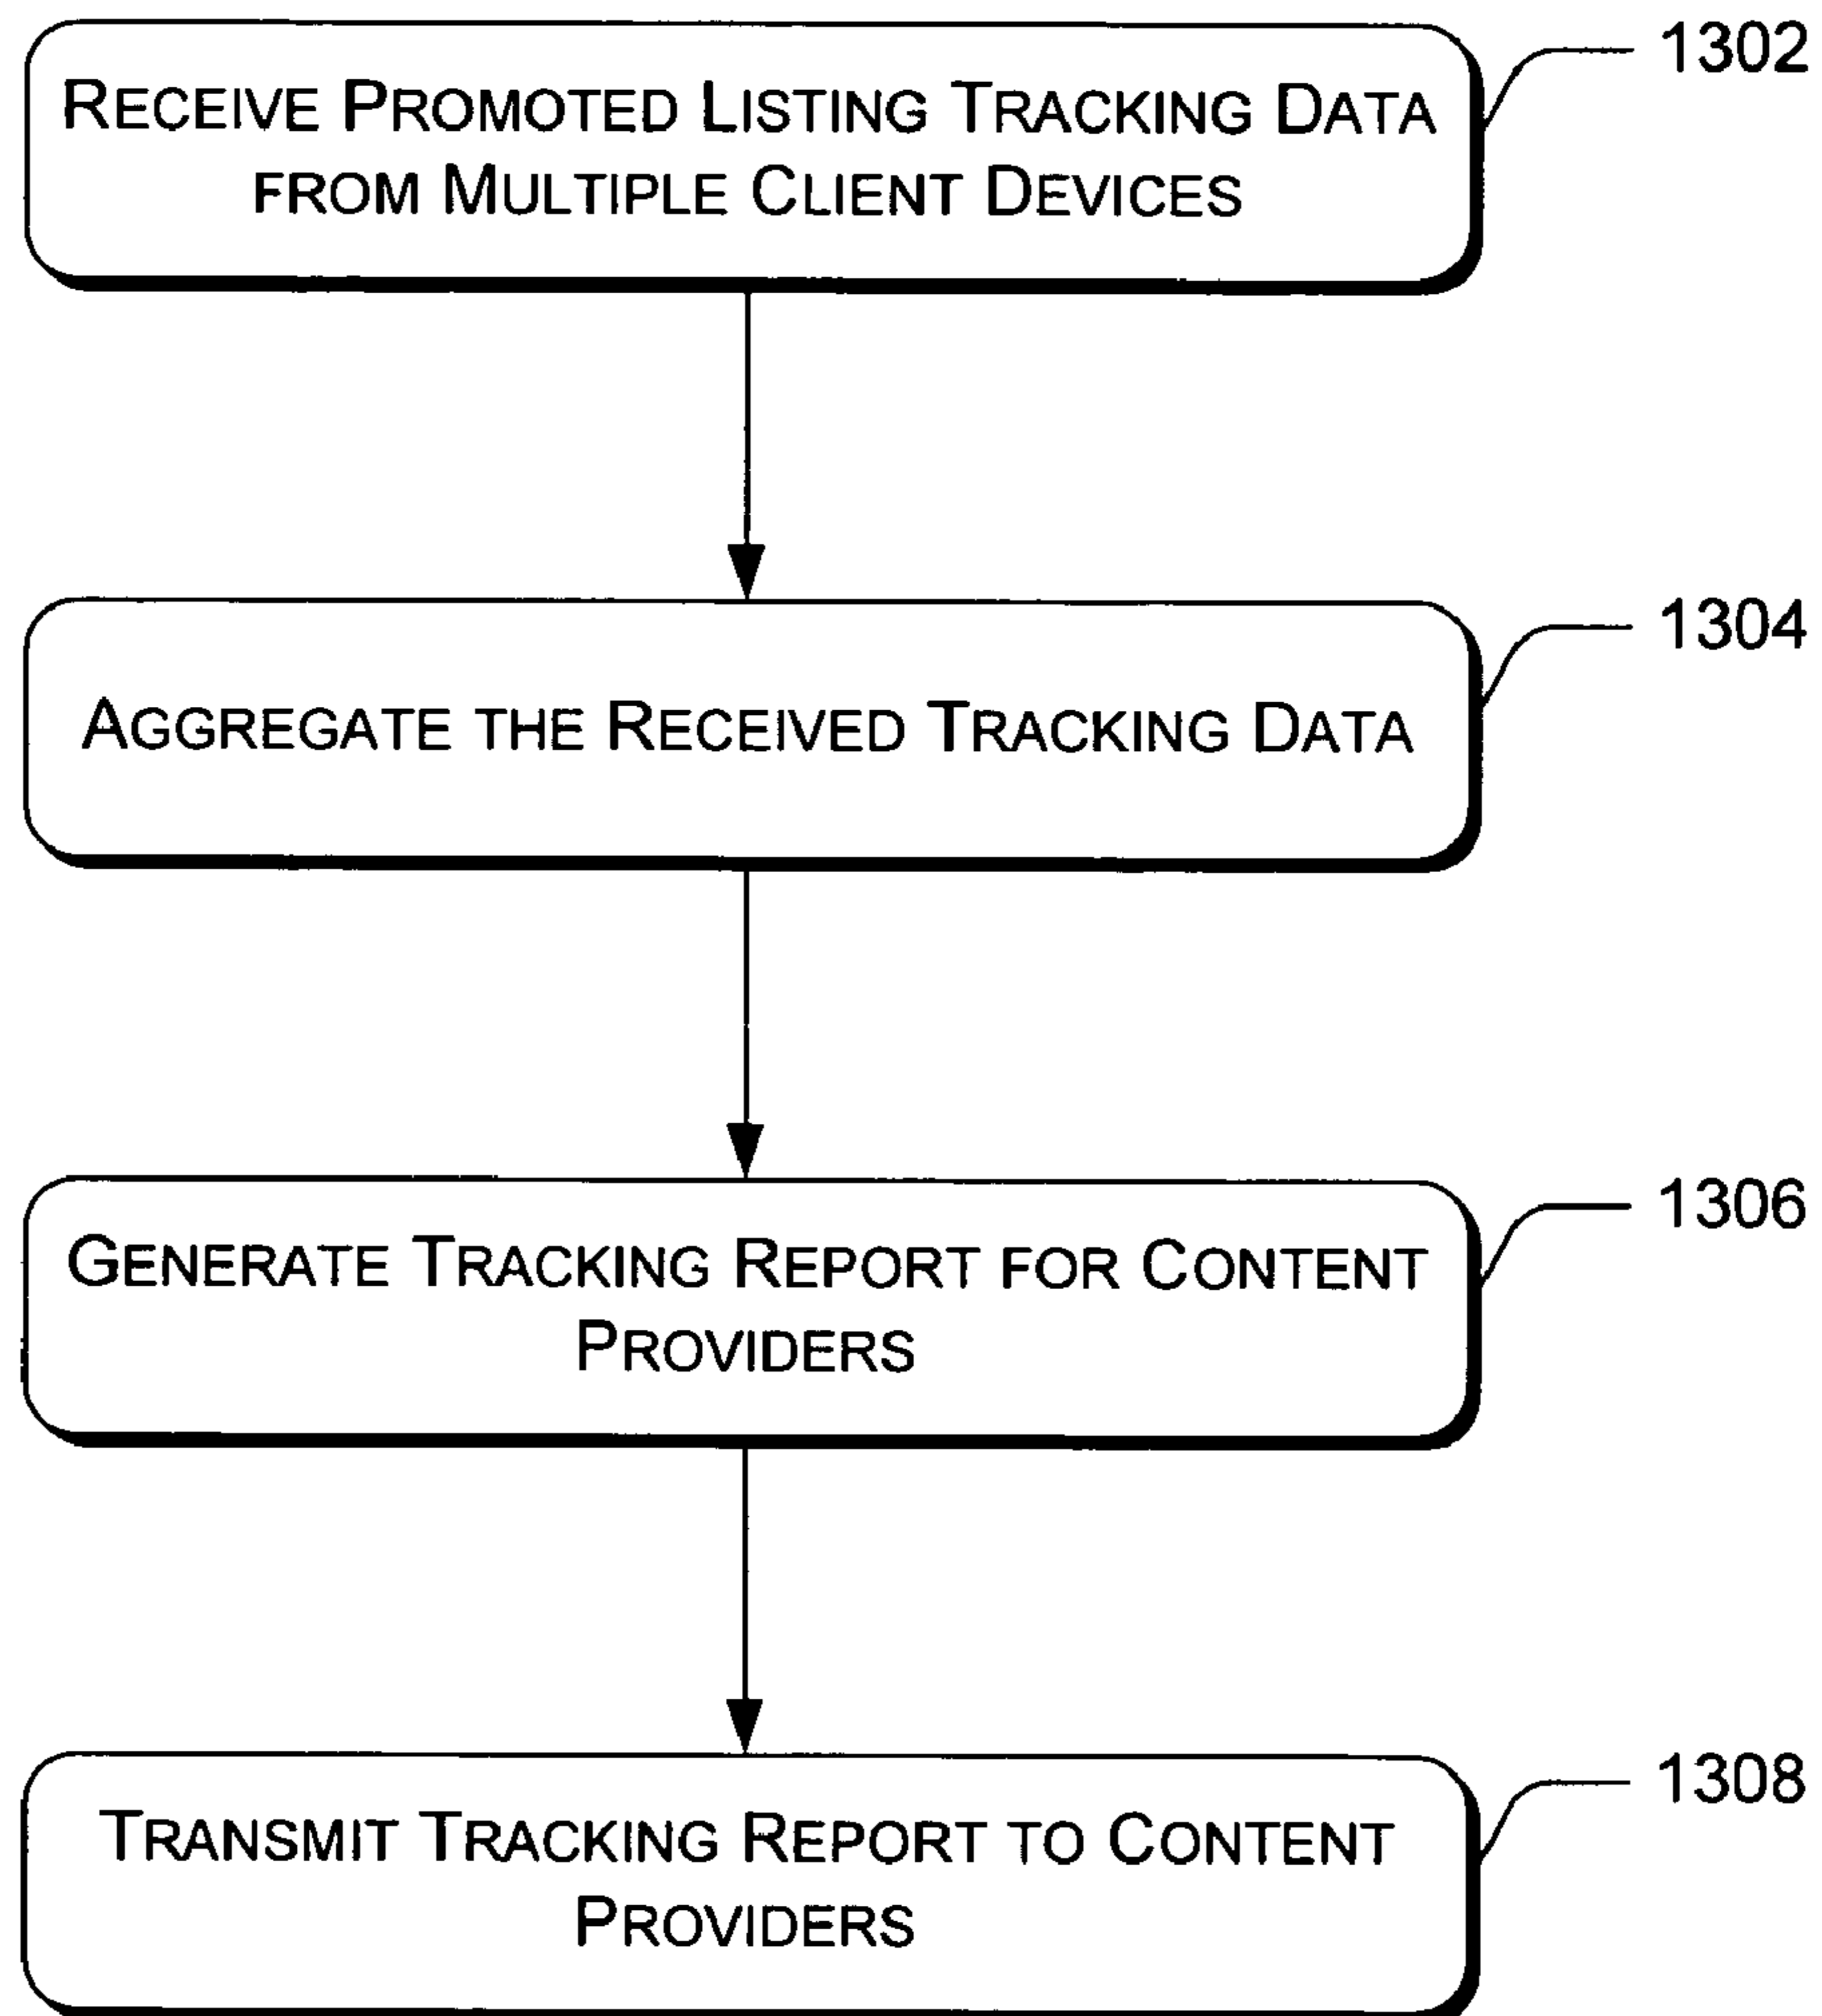 RECEIVE PROMOTED LISTING TRACKING DATA
FROM MULTIPLE CLIENT DEVICES
1302
AGGREGATE THE RECEIVED TRACKING DATA
1304
GENERATE TRACKING REPORT FOR CONTENT
PROVIDERS
1306
TRANSMIT TRACKING REPORT TO CONTENT
PROVIDERS
1308